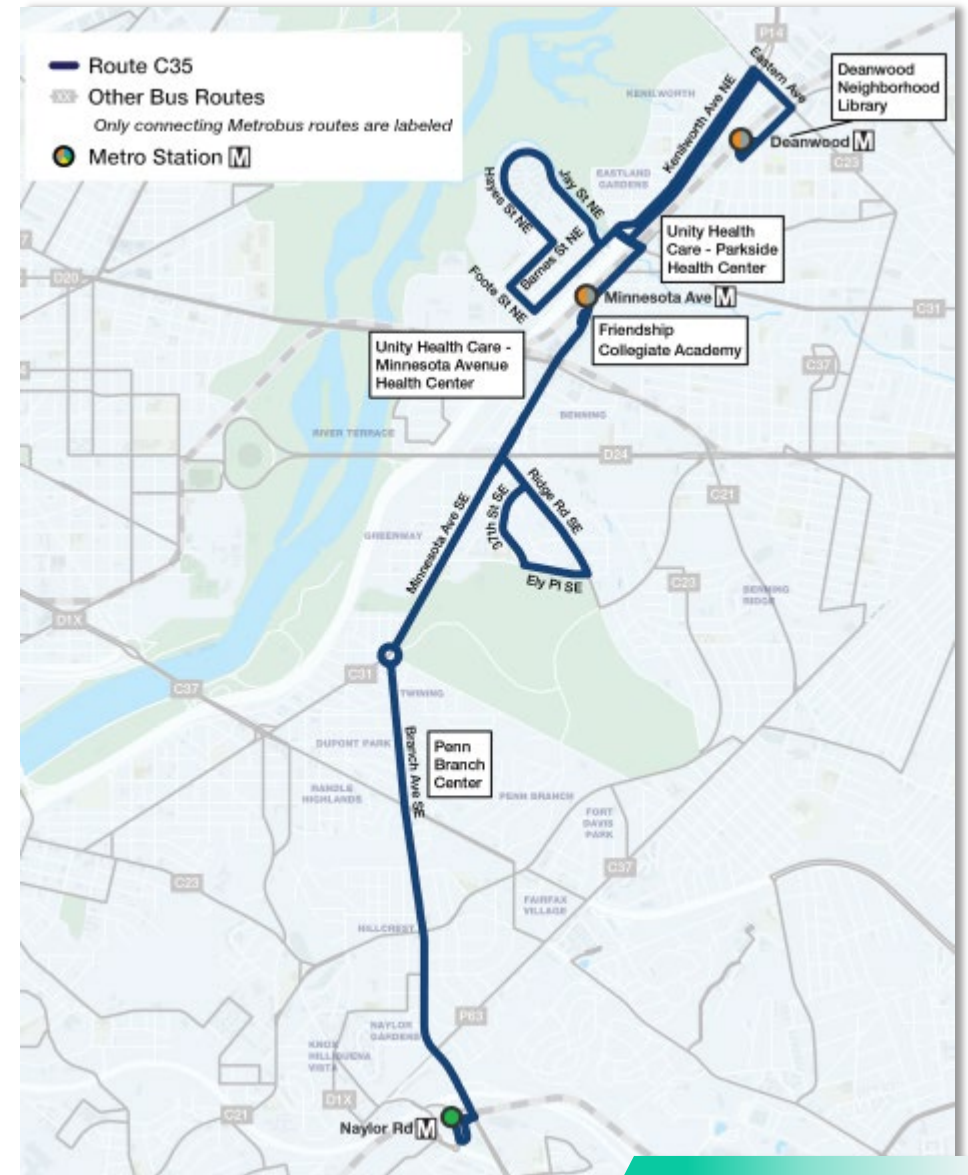 Route C35
XX Other Bus Routes
Only connecting Metrobus routes are labeled
Metro Station M
P14
Eastern Ave
Deanwood
Neighborhood
Library
KENILWORTH
Kenilworth Ave NE
Deanwood M
C23
EASTLAND
GARDENS
Hayes St NE
Jay St NE
Barnes St NE
Foote St NE
Unity Health
Care - Parkside
Health Center
D20
Minnesota Ave M
C31
Friendship
Collegiate Academy
Unity Health Care -
Minnesota Avenue
Health Center
C37
BENNING
RIVER TERRACE
D24
Ridge Rd SE
37th St SE
C21
Minnesota Ave SE
GREENWAY
Ely Pl SE
C23
BENNING
RIDGE
D1X
C31
C37
TWINING
Branch Ave SE
DUPONT PARK
Penn
Branch
Center
RANDLE
HIGHLANDS
PENN BRANCH
FORT
DAVIS
PARK
C37
C23
FAIRFAX
VILLAGE
HILLCREST
P63
NAYLOR
GARDENS
KNOX
HILL/BUENA
VISTA
D1X
C21
Naylor Rd M